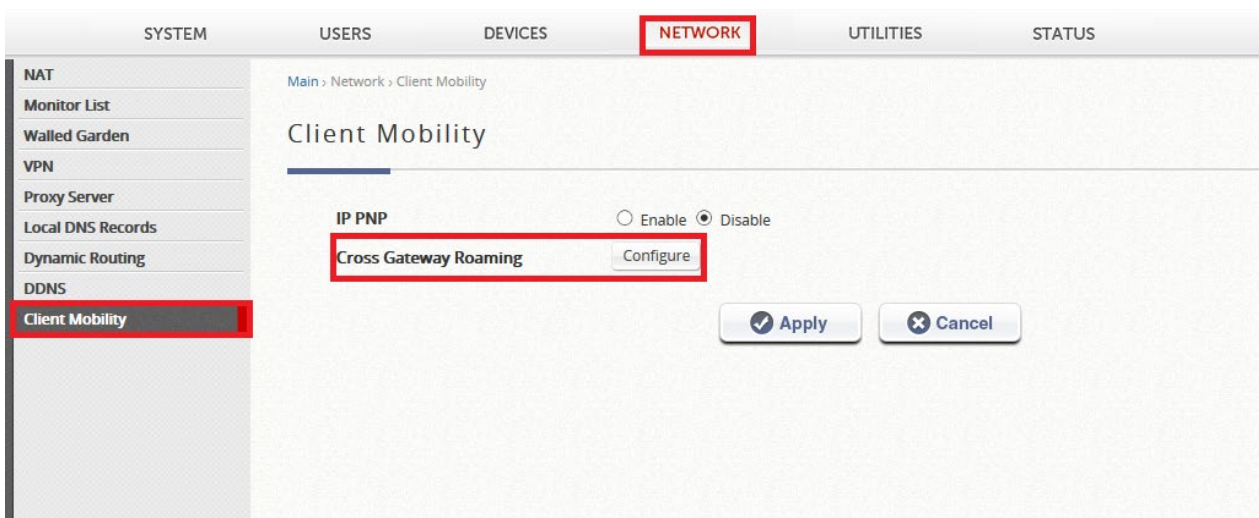 SYSTEM USERS DEVICES NETWORK UTILITIES STATUS
NAT
Monitor List
Walled Garden
VPN
Proxy Server
Local DNS Records
Dynamic Routing
DDNS
Client Mobility
Main › Network › Client Mobility
Client Mobility
IP PNP Enable Disable
Cross Gateway Roaming Configure
Apply Cancel